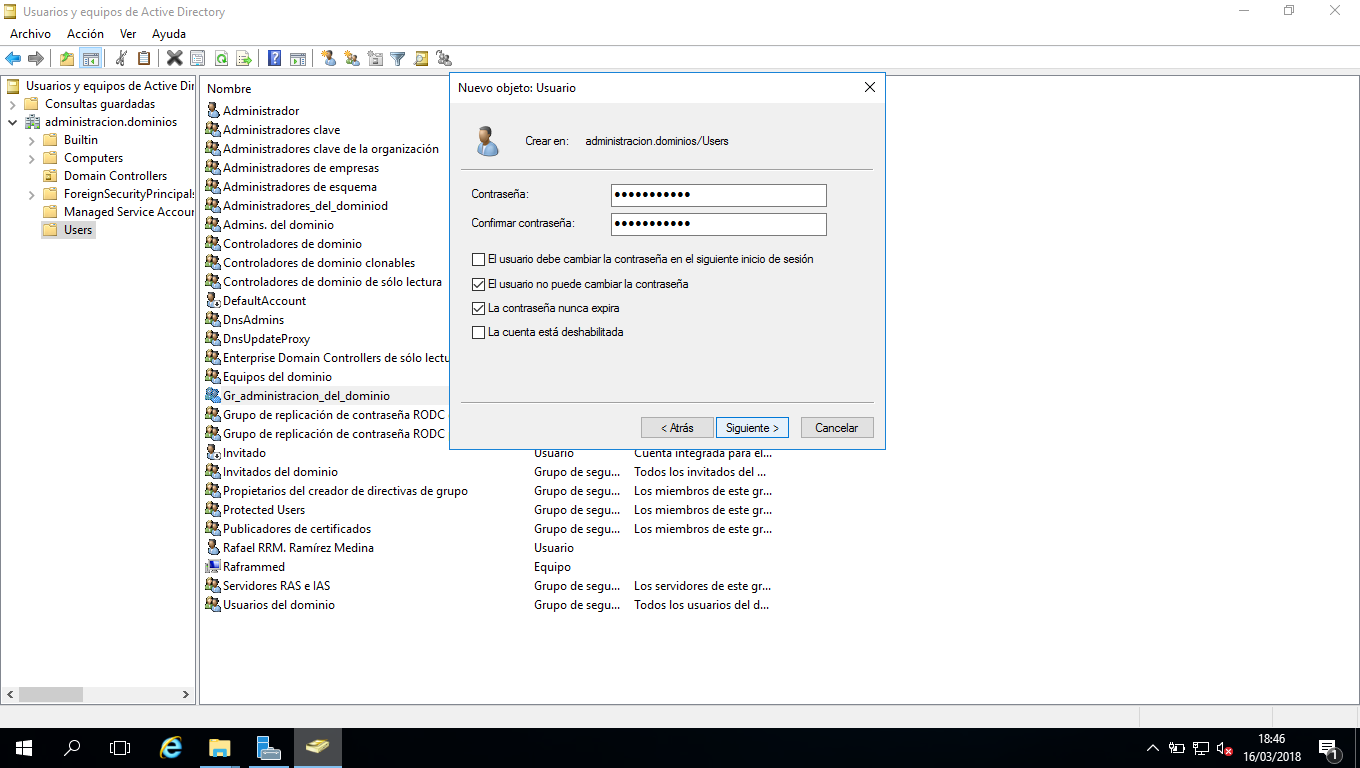 Usuarios y equipos de Active Directory
Archivo Acción Ver Ayuda
Usuarios y equipos de Active Dir
Consultas guardadas
administracion.dominios
Builtin
Computers
Domain Controllers
ForeignSecurityPrincipals
Managed Service Accour
Users
Nombre
Administrador
Administradores clave
Administradores clave de la organización
Administradores de empresas
Administradores de esquema
Administradores_del_dominiod
Admins. del dominio
Controladores de dominio
Controladores de dominio clonables
Controladores de dominio de sólo lectura
DefaultAccount
DnsAdmins
DnsUpdateProxy
Enterprise Domain Controllers de sólo lectu
Equipos del dominio
Gr_administracion_del_dominio
Grupo de replicación de contraseña RODC
Grupo de replicación de contraseña RODC
Invitado Usuario Cuenta integrada para el...
Invitados del dominio Grupo de segu... Todos los invitados del ...
Propietarios del creador de directivas de grupo Grupo de segu... Los miembros de este gr...
Protected Users Grupo de segu... Los miembros de este gr...
Publicadores de certificados Grupo de segu... Los miembros de este gr...
Rafael RRM. Ramírez Medina Usuario
Raframmed Equipo
Servidores RAS e IAS Grupo de segu... Los servidores de este gr...
Usuarios del dominio Grupo de segu... Todos los usuarios del d...
Nuevo objeto: Usuario
Crear en: administracion.dominios/Users
Contraseña: •••••••••••
Confirmar contraseña: •••••••••••
El usuario debe cambiar la contraseña en el siguiente inicio de sesión
El usuario no puede cambiar la contraseña
La contraseña nunca expira
La cuenta está deshabilitada
< Atrás Siguiente > Cancelar
18:46
16/03/2018
1